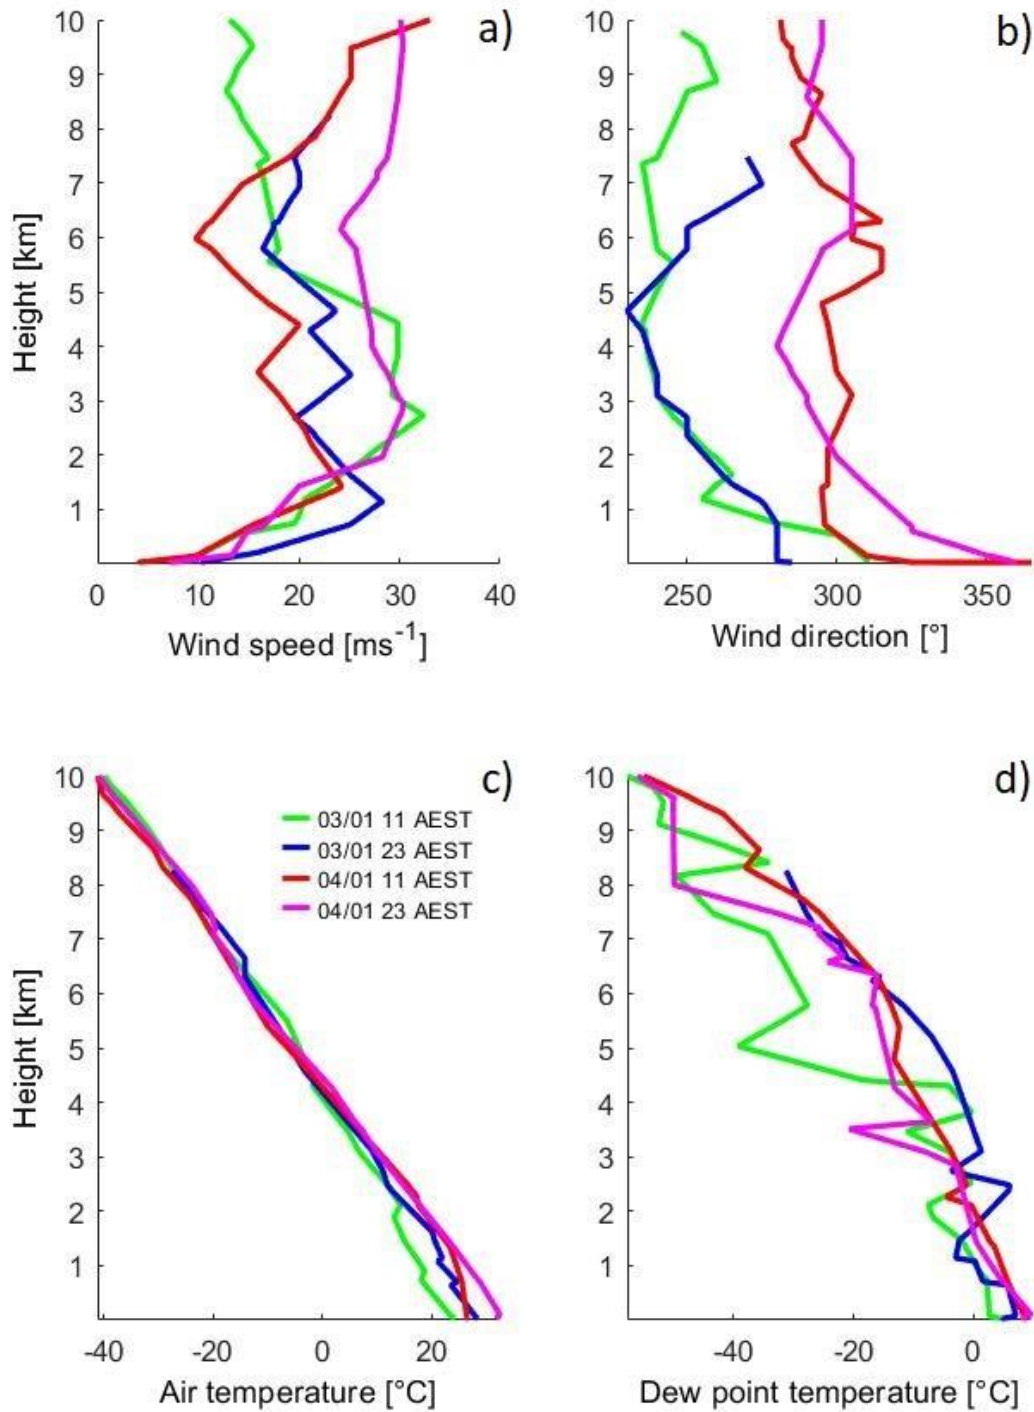 a)
10
9
8
7
6
5
4
3
2
1
Height [km]
0 10 20 30 40
Wind speed [ms⁻¹]
b)
10
9
8
7
6
5
4
3
2
1
250 300 350
Wind direction [°]
c)
10
9
8
7
6
5
4
3
2
1
Height [km]
03/01 11 AEST
03/01 23 AEST
04/01 11 AEST
04/01 23 AEST
-40 -20 0 20
Air temperature [°C]
d)
10
9
8
7
6
5
4
3
2
1
-40 -20 0
Dew point temperature [°C]